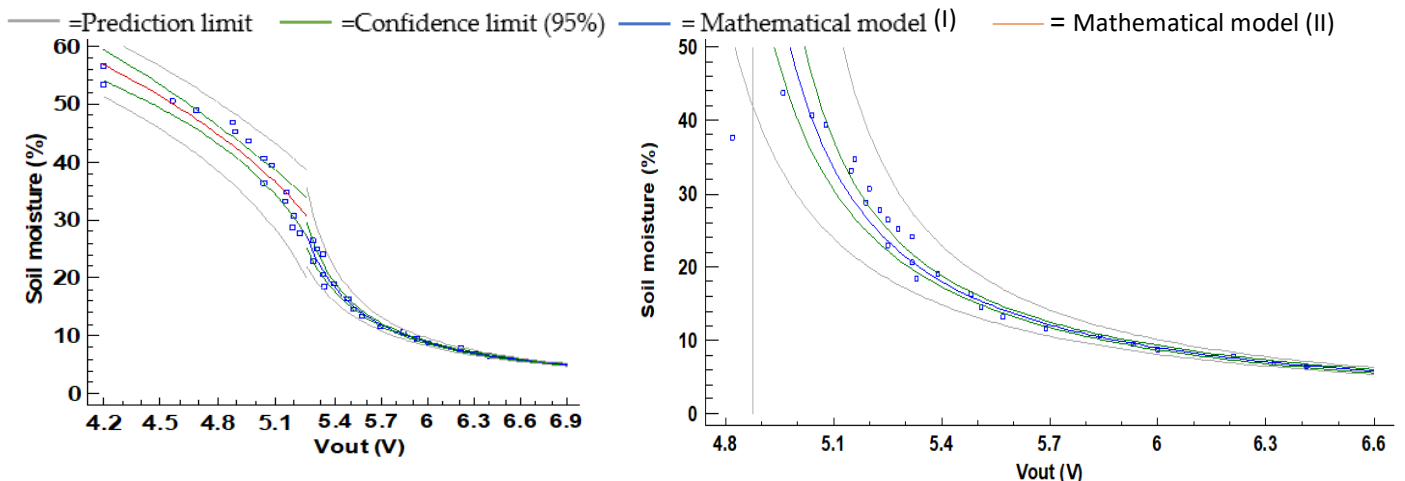 =Prediction limit =Confidence limit (95%) = Mathematical model (I) = Mathematical model (II)
60
50
40
30
20
10
0
Soil moisture (%)
4.2 4.5 4.8 5.1 5.4 5.7 6 6.3 6.6 6.9
Vout (V)
50
40
30
20
10
0
Soil moisture (%)
4.8 5.1 5.4 5.7 6 6.3 6.6
Vout (V)